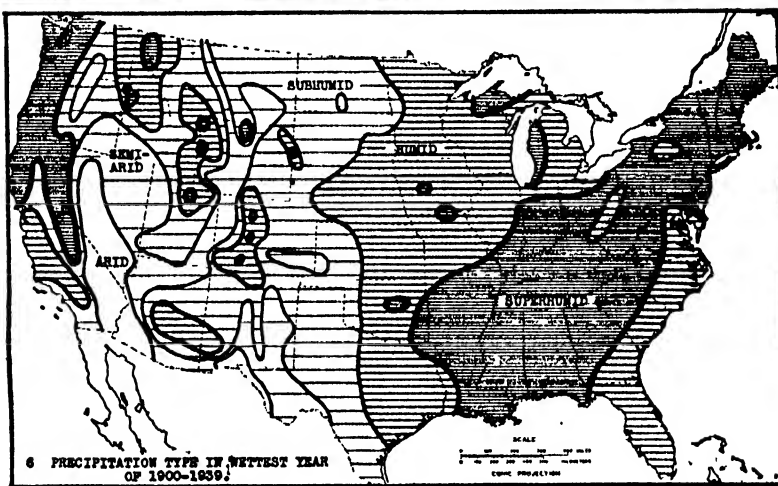 SUBHUMID
HUMID
SEMI-
ARID
ARID
SUPERHUMID
SCALE
CONIC PROJECTION
6 PRECIPITATION TYPE IN WETTEST YEAR
OF 1900-1939.